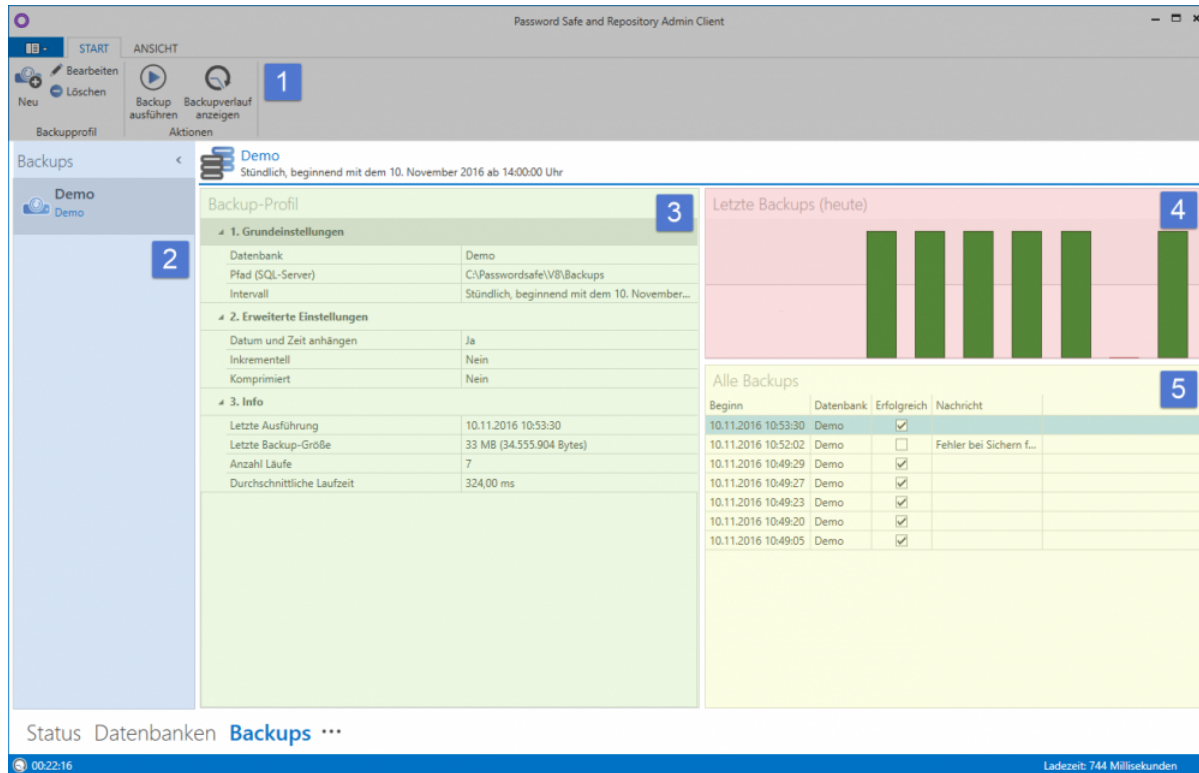 Password Safe and Repository Admin Client
START ANSICHT
Neu
Bearbeiten
Löschen
Backup ausführen
Backupverlauf anzeigen
1
Backupprofil
Aktionen
Backups
Demo
Demo
2
Demo
Stündlich, beginnend mit dem 10. November 2016 ab 14:00:00 Uhr
Backup-Profil
3
1. Grundeinstellungen
Datenbank Demo
Pfad (SQL-Server) C:\Passwordsafe\V8\Backups
Intervall Stündlich, beginnend mit dem 10. November...
2. Erweiterte Einstellungen
Datum und Zeit anhängen Ja
Inkrementell Nein
Komprimiert Nein
3. Info
Letzte Ausführung 10.11.2016 10:53:30
Letzte Backup-Größe 33 MB (34.555.904 Bytes)
Anzahl Läufe 7
Durchschnittliche Laufzeit 324,00 ms
Letzte Backups (heute)
4
Alle Backups
5
Beginn Datenbank Erfolgreich Nachricht
10.11.2016 10:53:30 Demo
10.11.2016 10:52:02 Demo Fehler bei Sichern f...
10.11.2016 10:49:29 Demo
10.11.2016 10:49:27 Demo
10.11.2016 10:49:23 Demo
10.11.2016 10:49:20 Demo
10.11.2016 10:49:05 Demo
Status Datenbanken Backups ...
00:22:16
Ladezeit: 744 Millisekunden